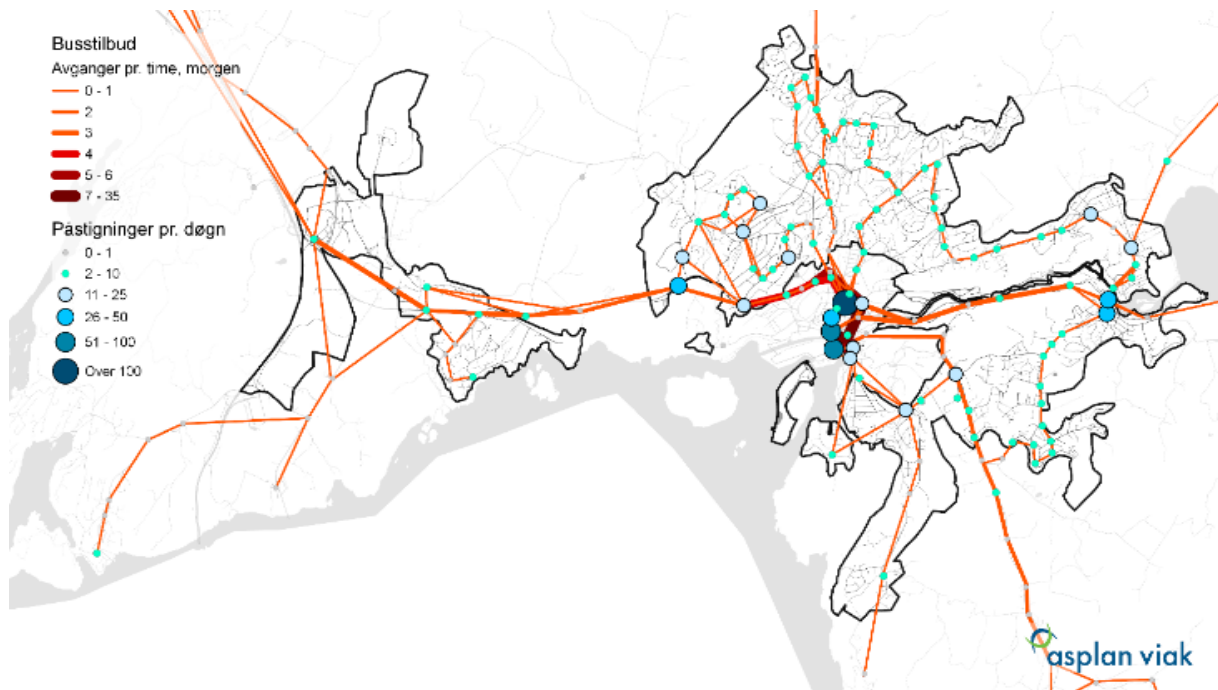 Busstilbud
Avganger pr. time, morgen
0 - 1
2
3
4
5 - 6
7 - 35
Påstigninger pr. døgn
0 - 1
2 - 10
11 - 25
26 - 50
51 - 100
Over 100
asplan viak